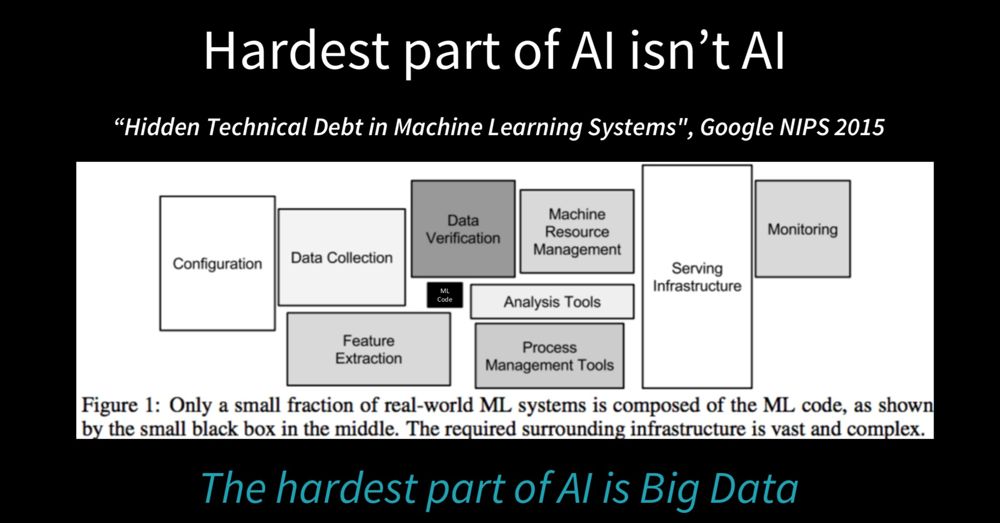 Hardest part of AI isn’t AI
“Hidden Technical Debt in Machine Learning Systems", Google NIPS 2015
Configuration
Data Collection
Data
Verification
Machine
Resource
Management
Serving
Infrastructure
Monitoring
ML
Code
Analysis Tools
Feature
Extraction
Process
Management Tools
Figure 1: Only a small fraction of real-world ML systems is composed of the ML code, as shown
by the small black box in the middle. The required surrounding infrastructure is vast and complex.
The hardest part of AI is Big Data